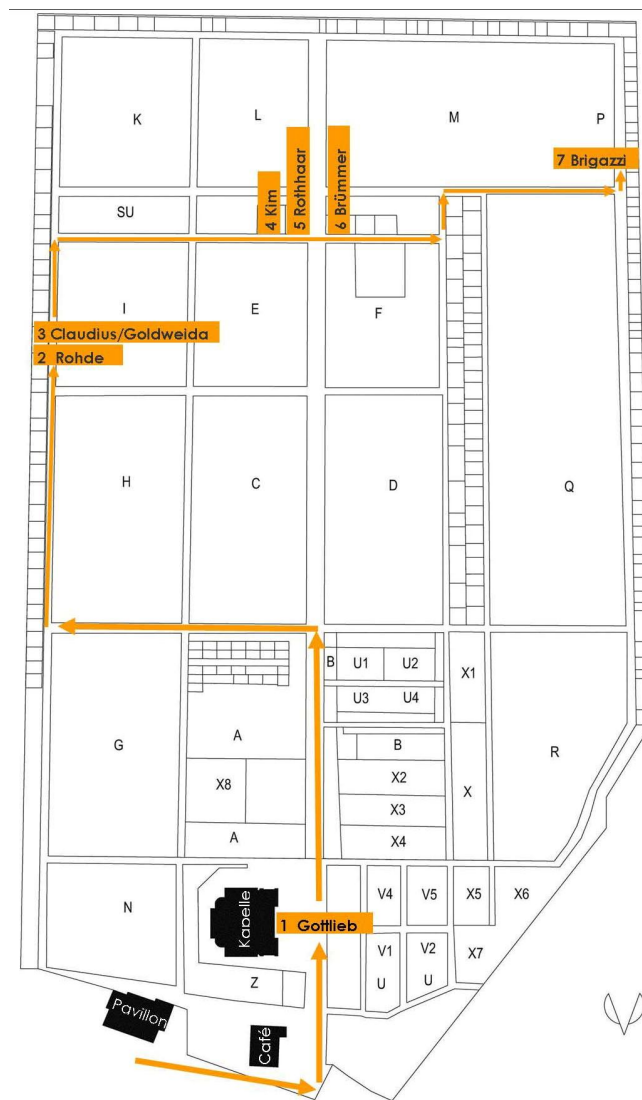 K
L
M
P
7 Brigazzi
SU
4 Kim
5 Rothhaar
6 Brümmer
I
E
F
3 Claudius/Goldweida
2 Rohde
H
C
D
Q
B
U1
U2
X1
U3
U4
G
A
B
R
X8
X2
X
X3
A
X4
N
Kapelle
V4
V5
X5
X6
1 Gottlieb
V1
V2
X7
Z
U
U
Pavillon
Café